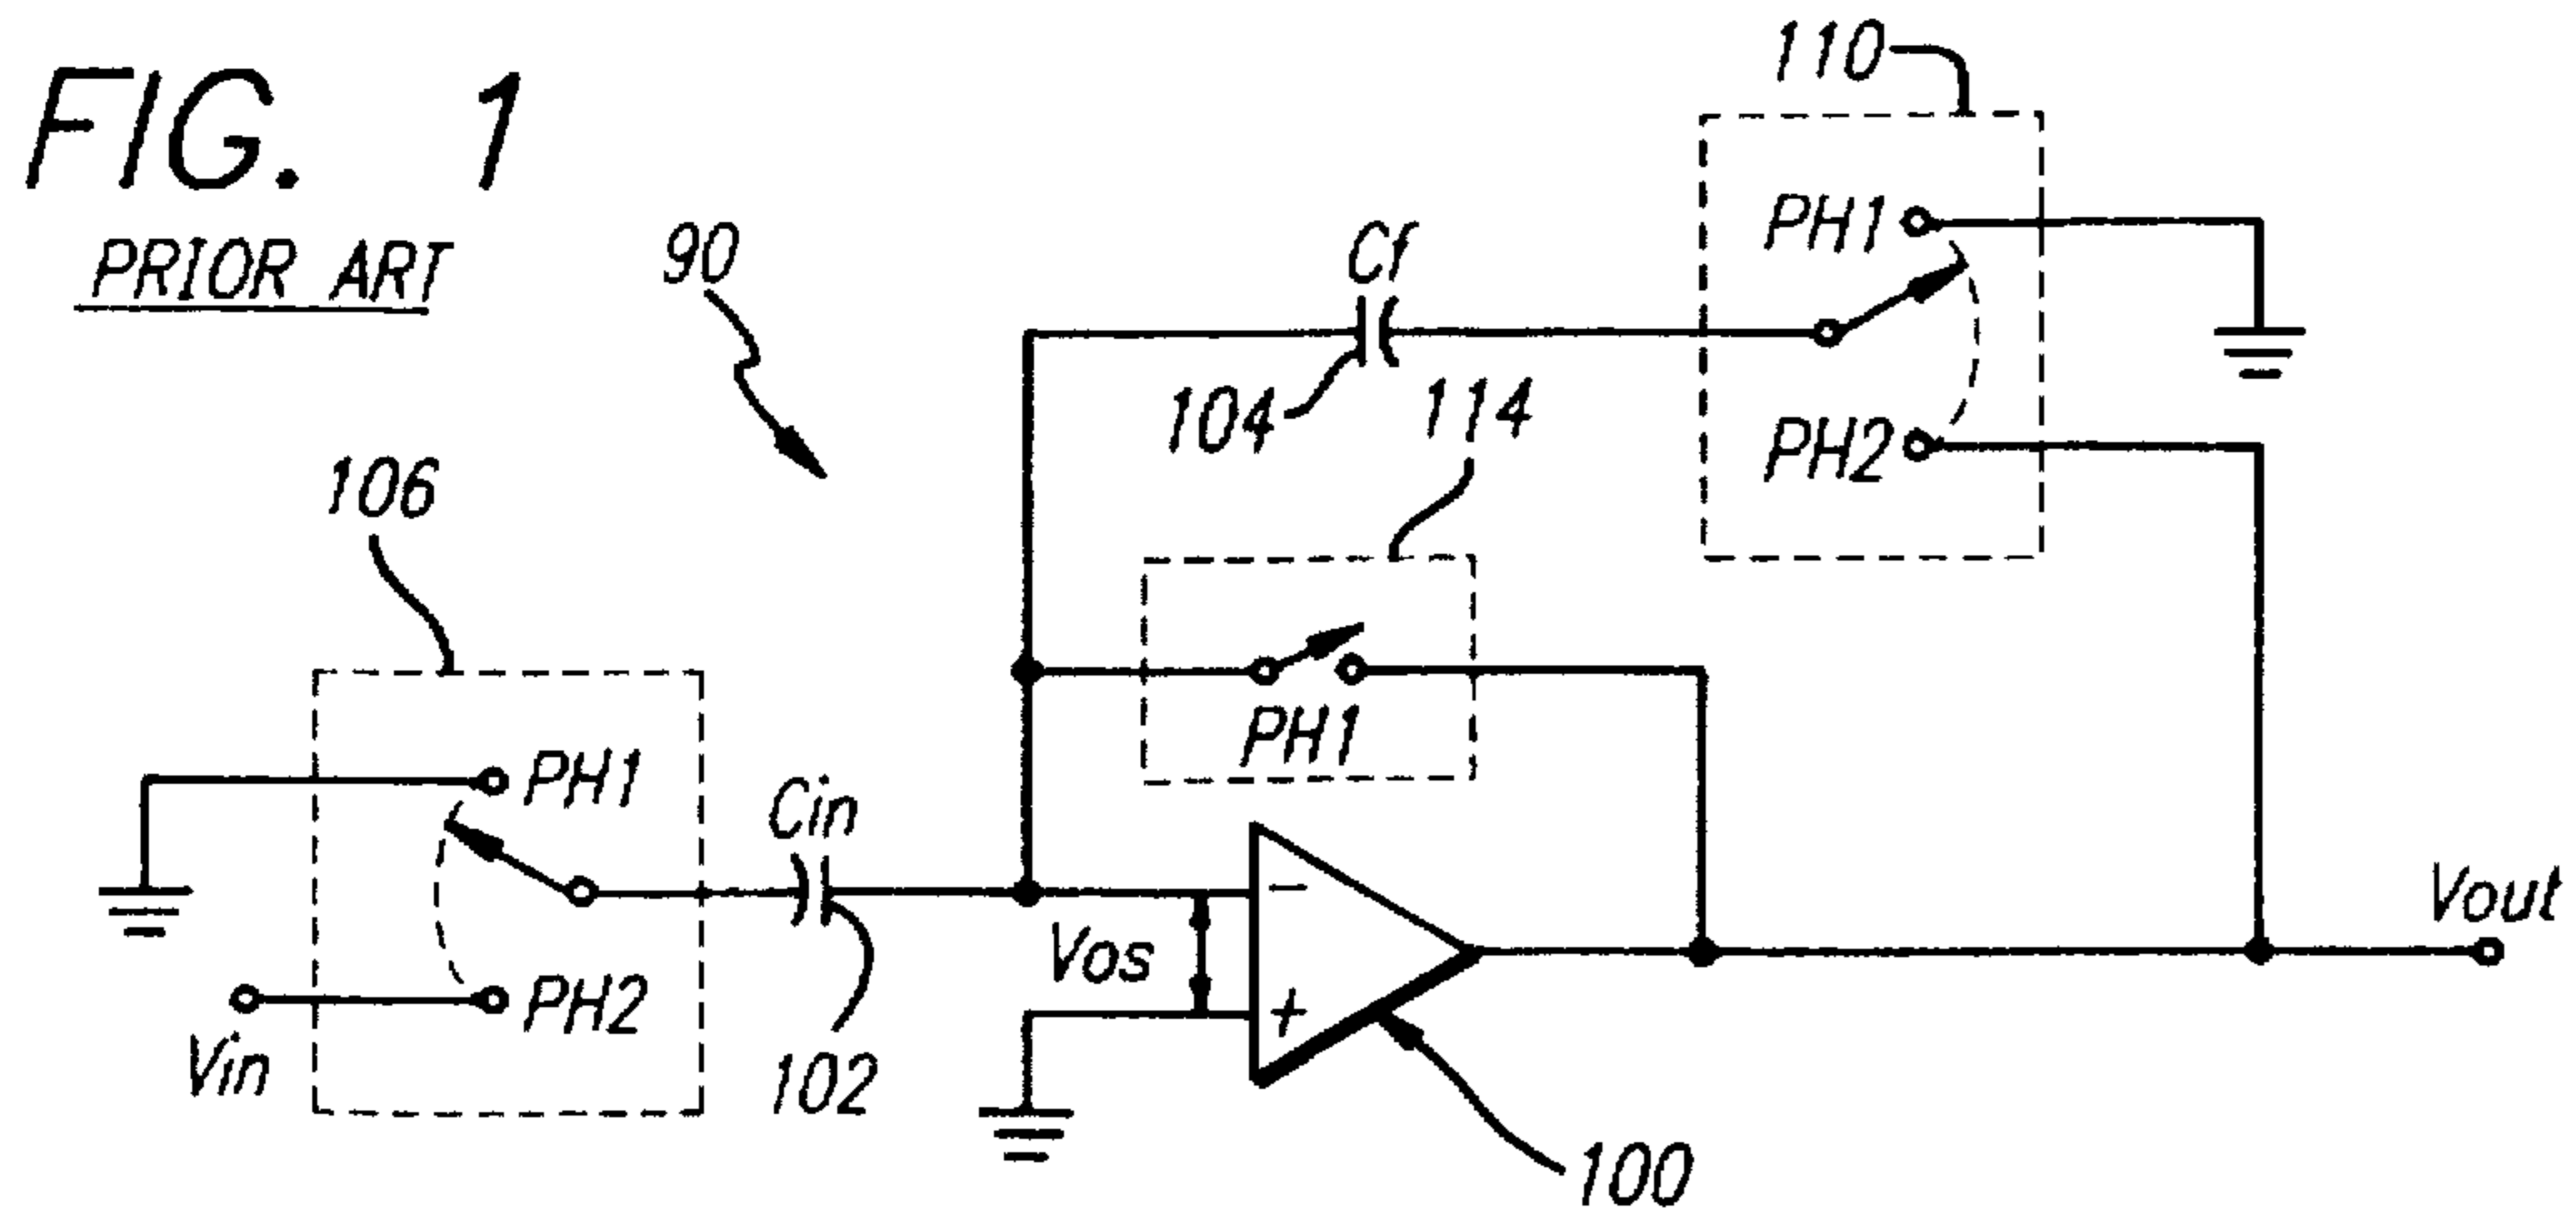 FIG. 1
PRIOR ART
110
90
PH1
Cf
104
114
PH2
106
PH1
PH1
Cin
Vos
−
+
Vout
PH2
Vin
102
100